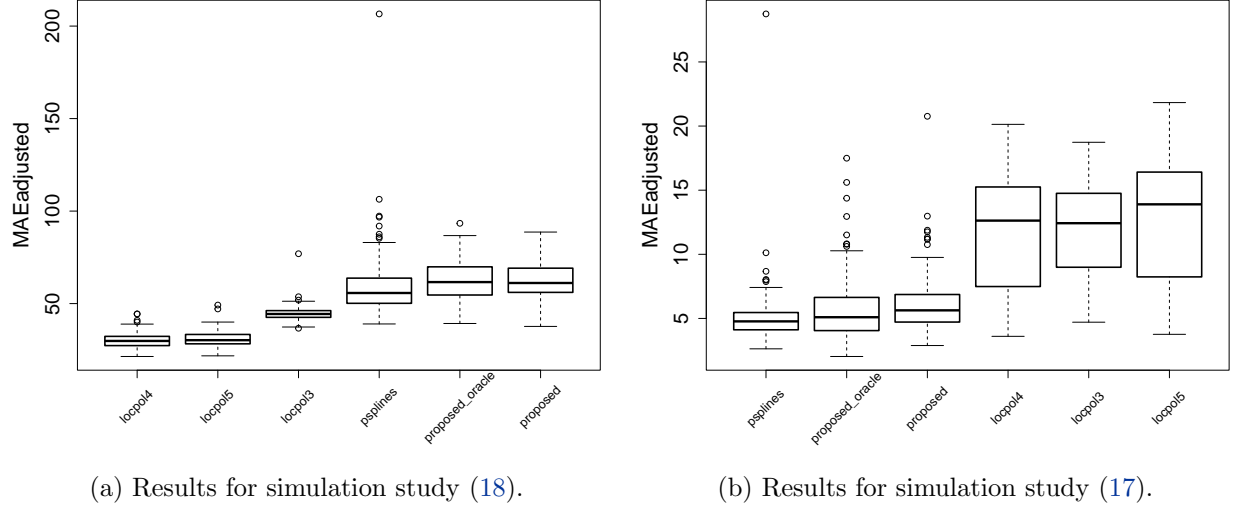 MAEadjusted
200
150
100
50
locpol4
locpol5
locpol3
psplines
proposed_oracle
proposed
(a) Results for simulation study (18).
MAEadjusted
25
20
15
10
5
psplines
proposed_oracle
proposed
locpol4
locpol3
locpol5
(b) Results for simulation study (17).